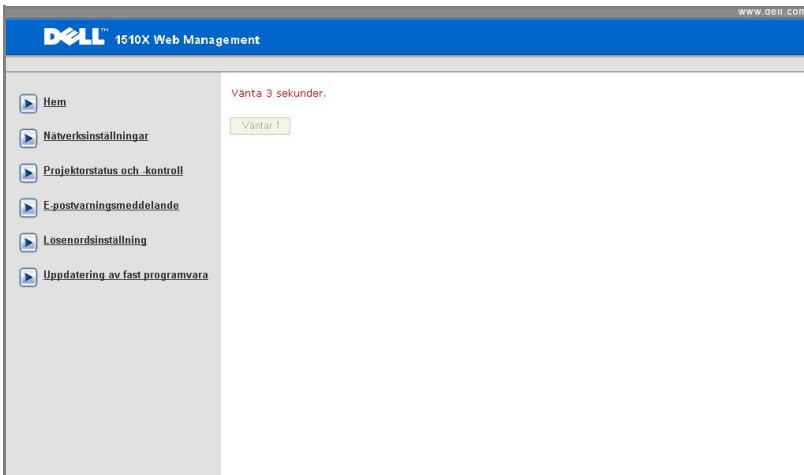 www.dell.com
DELL™ 1510X Web Management
Hem
Nätverksinställningar
Projektorstatus och -kontroll
E-postvarningsmeddelande
Lösenordsinställning
Uppdatering av fast programvara
Vänta 3 sekunder.
Väntar 1